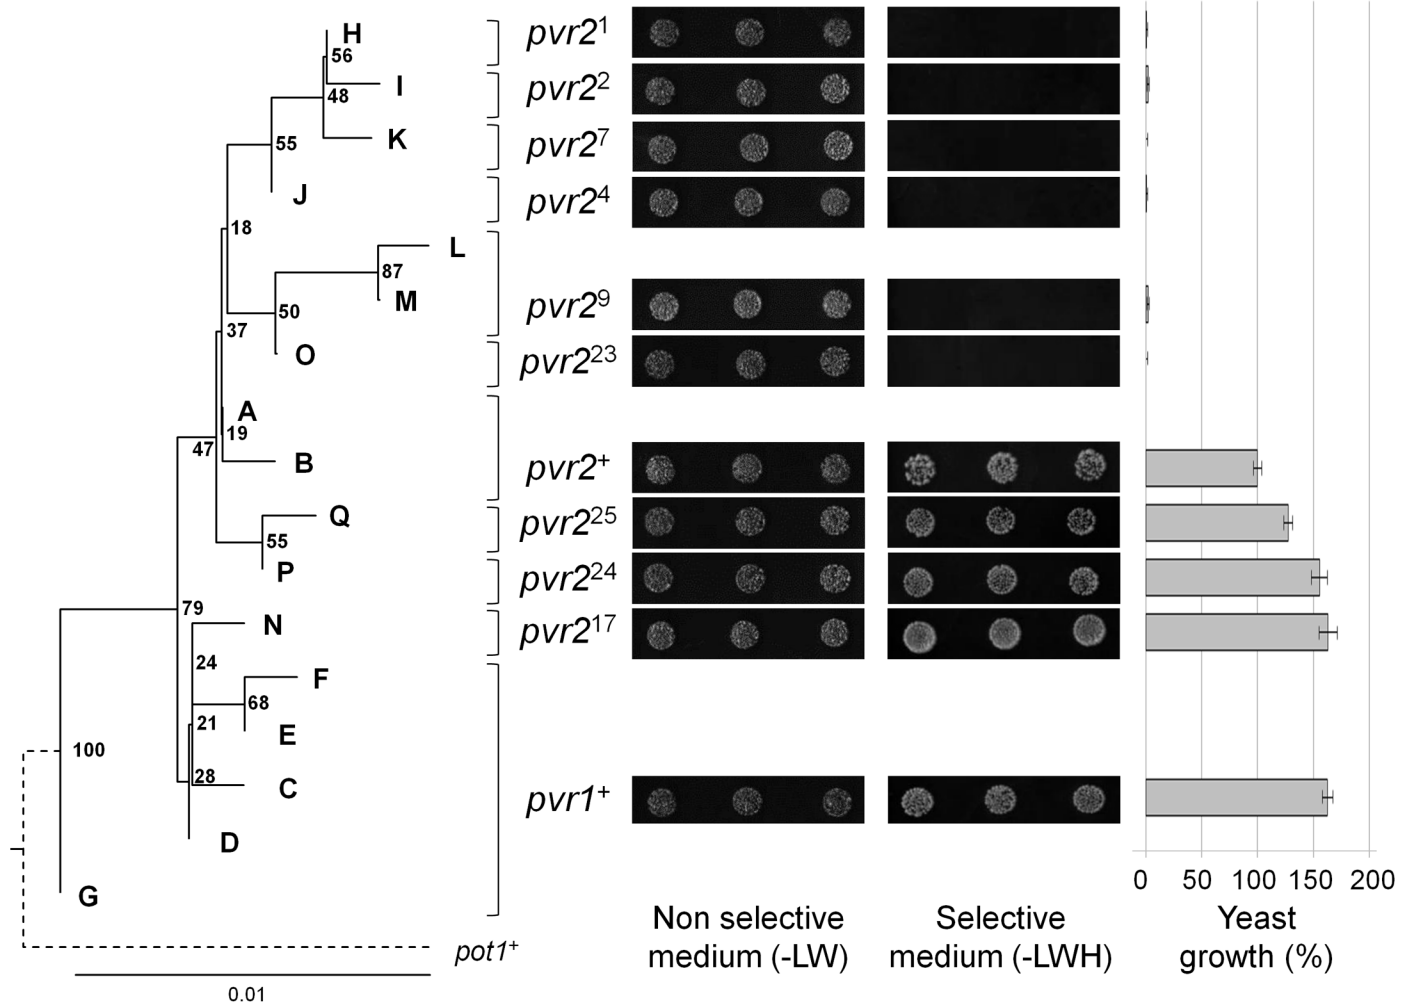 H
56
I
48
K
55
J
18
L
87
M
50
37
O
A
19
47
B
Q
55
P
79
N
24
F
68
21
E
28
C
100
D
G
pot1+
0.01
pvr2¹
pvr2²
pvr2⁷
pvr2⁴
pvr2⁹
pvr2²³
pvr2⁺
pvr2²⁵
pvr2²⁴
pvr2¹⁷
pvr1⁺
Non selective
medium (-LW)
Selective
medium (-LWH)
0 50 100 150 200
Yeast
growth (%)